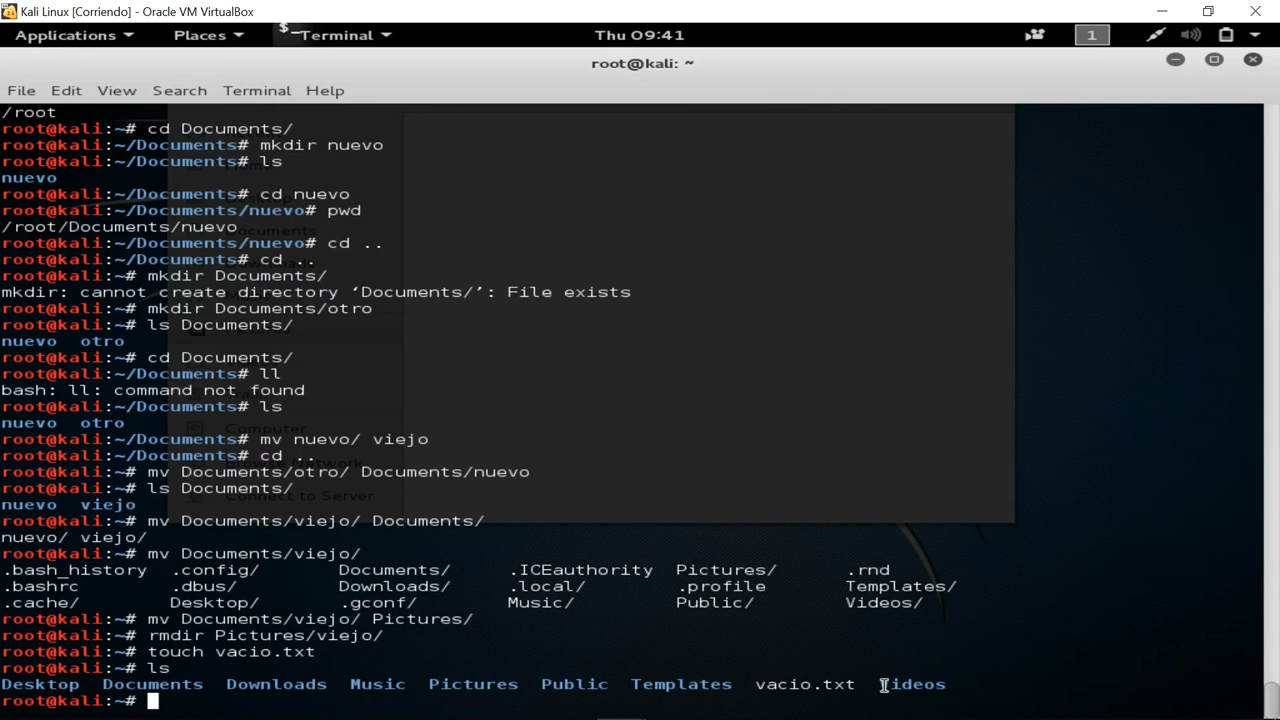 Kali Linux [Corriendo] - Oracle VM VirtualBox
Applications Places Terminal Thu 09:41 1
root@kali: ~
File Edit View Search Terminal Help
/root
root@kali:~# cd Documents/
root@kali:~/Documents# mkdir nuevo
root@kali:~/Documents# ls
nuevo
root@kali:~/Documents# cd nuevo
root@kali:~/Documents/nuevo# pwd
/root/Documents/nuevo
root@kali:~/Documents/nuevo# cd ..
root@kali:~/Documents# cd ..
root@kali:~# mkdir Documents/
mkdir: cannot create directory ‘Documents/’: File exists
root@kali:~# mkdir Documents/otro
root@kali:~# ls Documents/
nuevo otro
root@kali:~# cd Documents/
root@kali:~/Documents# ll
bash: ll: command not found
root@kali:~/Documents# ls
nuevo otro
root@kali:~/Documents# mv nuevo/ viejo
root@kali:~/Documents# cd ..
root@kali:~# mv Documents/otro/ Documents/nuevo
root@kali:~# ls Documents/
nuevo viejo
root@kali:~# mv Documents/viejo/ Documents/
nuevo/ viejo/
root@kali:~# mv Documents/viejo/
.bash_history .config/ Documents/ .ICEauthority Pictures/ .rnd
.bashrc .dbus/ Downloads/ .local/ .profile Templates/
.cache/ Desktop/ .gconf/ Music/ Public/ Videos/
root@kali:~# mv Documents/viejo/ Pictures/
root@kali:~# rmdir Pictures/viejo/
root@kali:~# touch vacio.txt
root@kali:~# ls
Desktop Documents Downloads Music Pictures Public Templates vacio.txt Videos
root@kali:~#